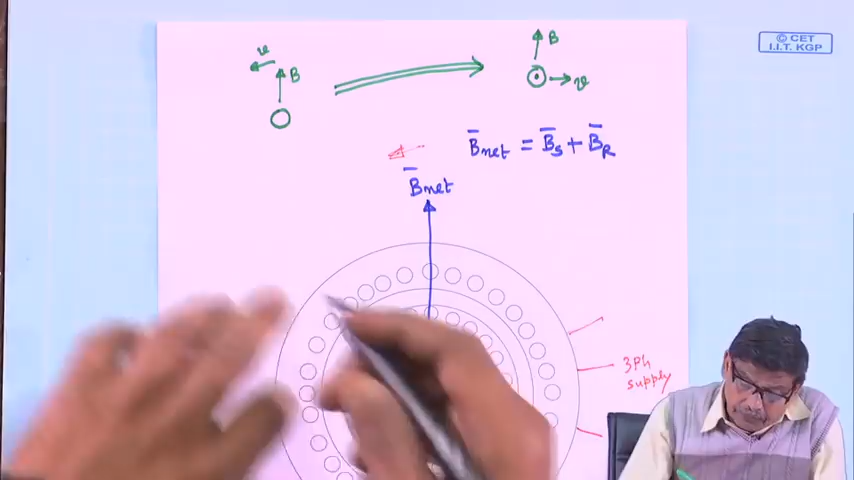 v
B
B
v
© CET
I.I.T. KGP
B̅net = B̅S + B̅R
B̅net
3Ph
supply